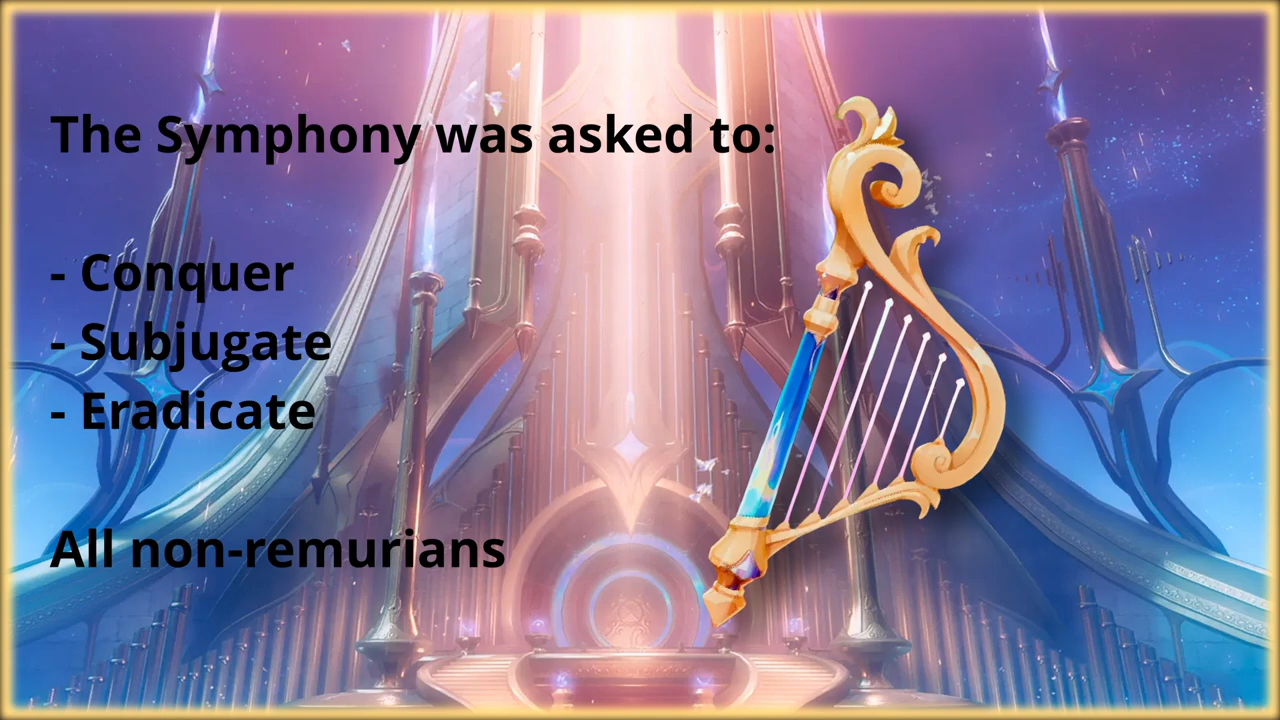 The Symphony was asked to:
- Conquer
- Subjugate
- Eradicate
All non-remurians